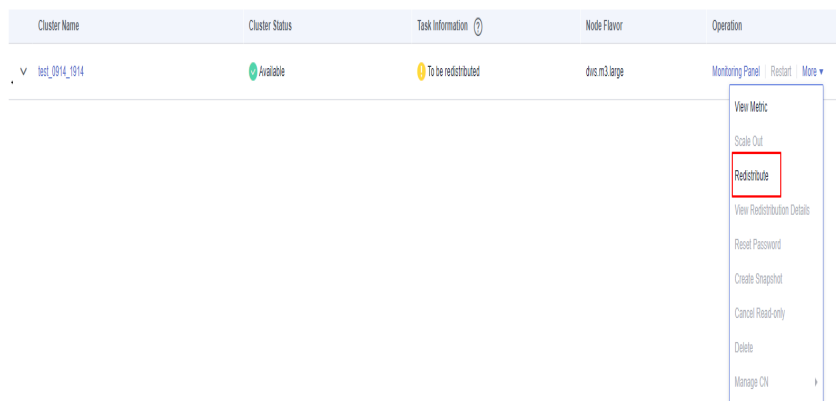 Cluster Name Cluster Status Task Information ? Node Flavor Operation
test_0914_1914 Available ! To be redistributed dws.m3.large Monitoring Panel | Restart | More
View Metric
Scale Out
Redistribute
View Redistribution Details
Reset Password
Create Snapshot
Cancel Read-only
Delete
Manage CN